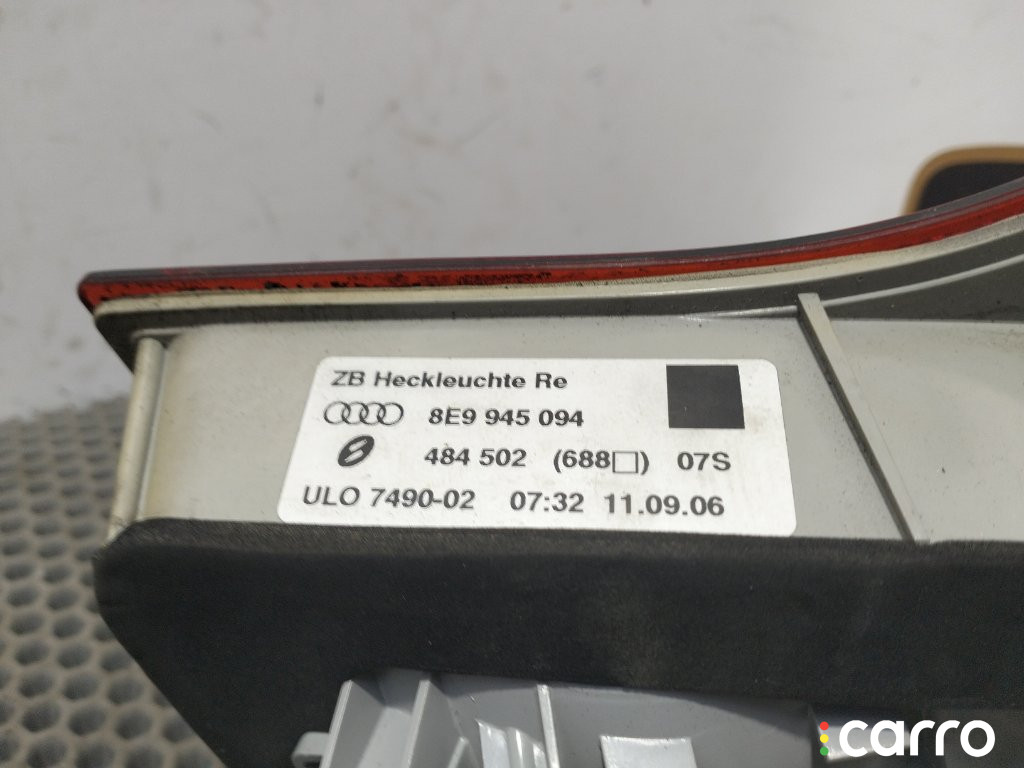 ZB Heckleuchte Re
8E9 945 094
484 502 (688□) 07S
ULO 7490-02 07:32 11.09.06
carro